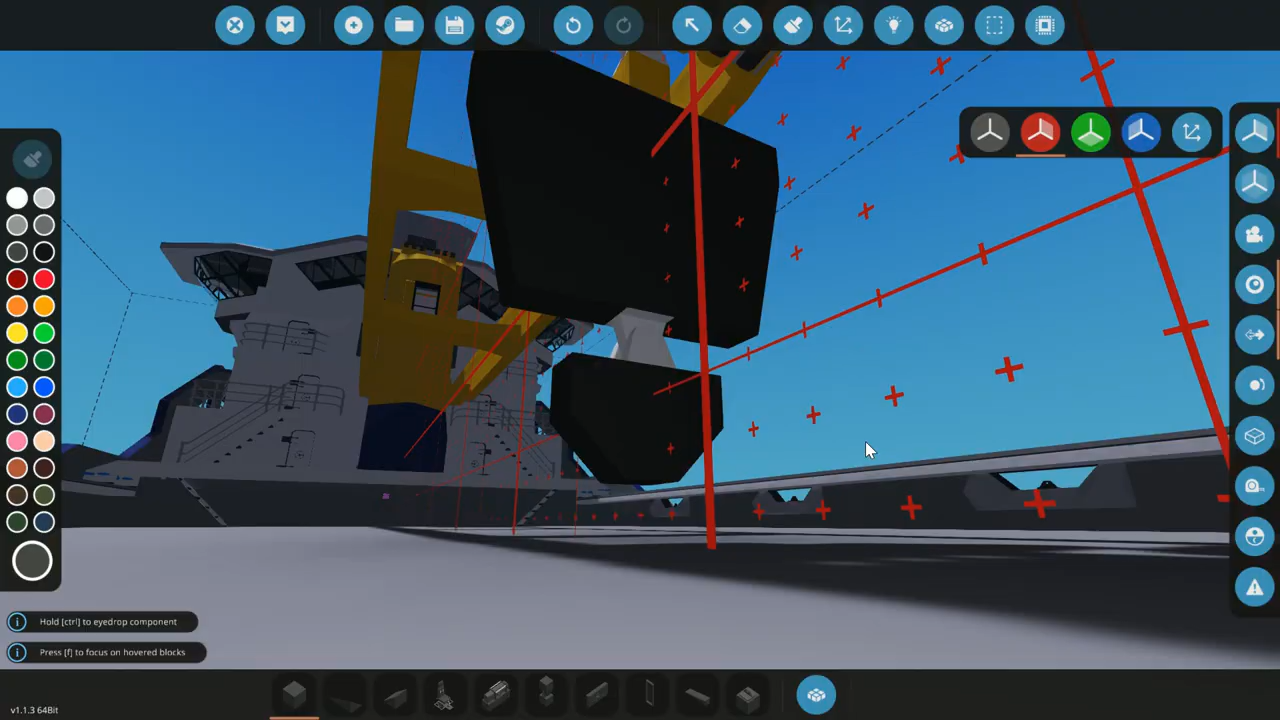 Hold [ctrl] to eyedrop component
Press [f] to focus on hovered blocks
v1.1.3 64Bit